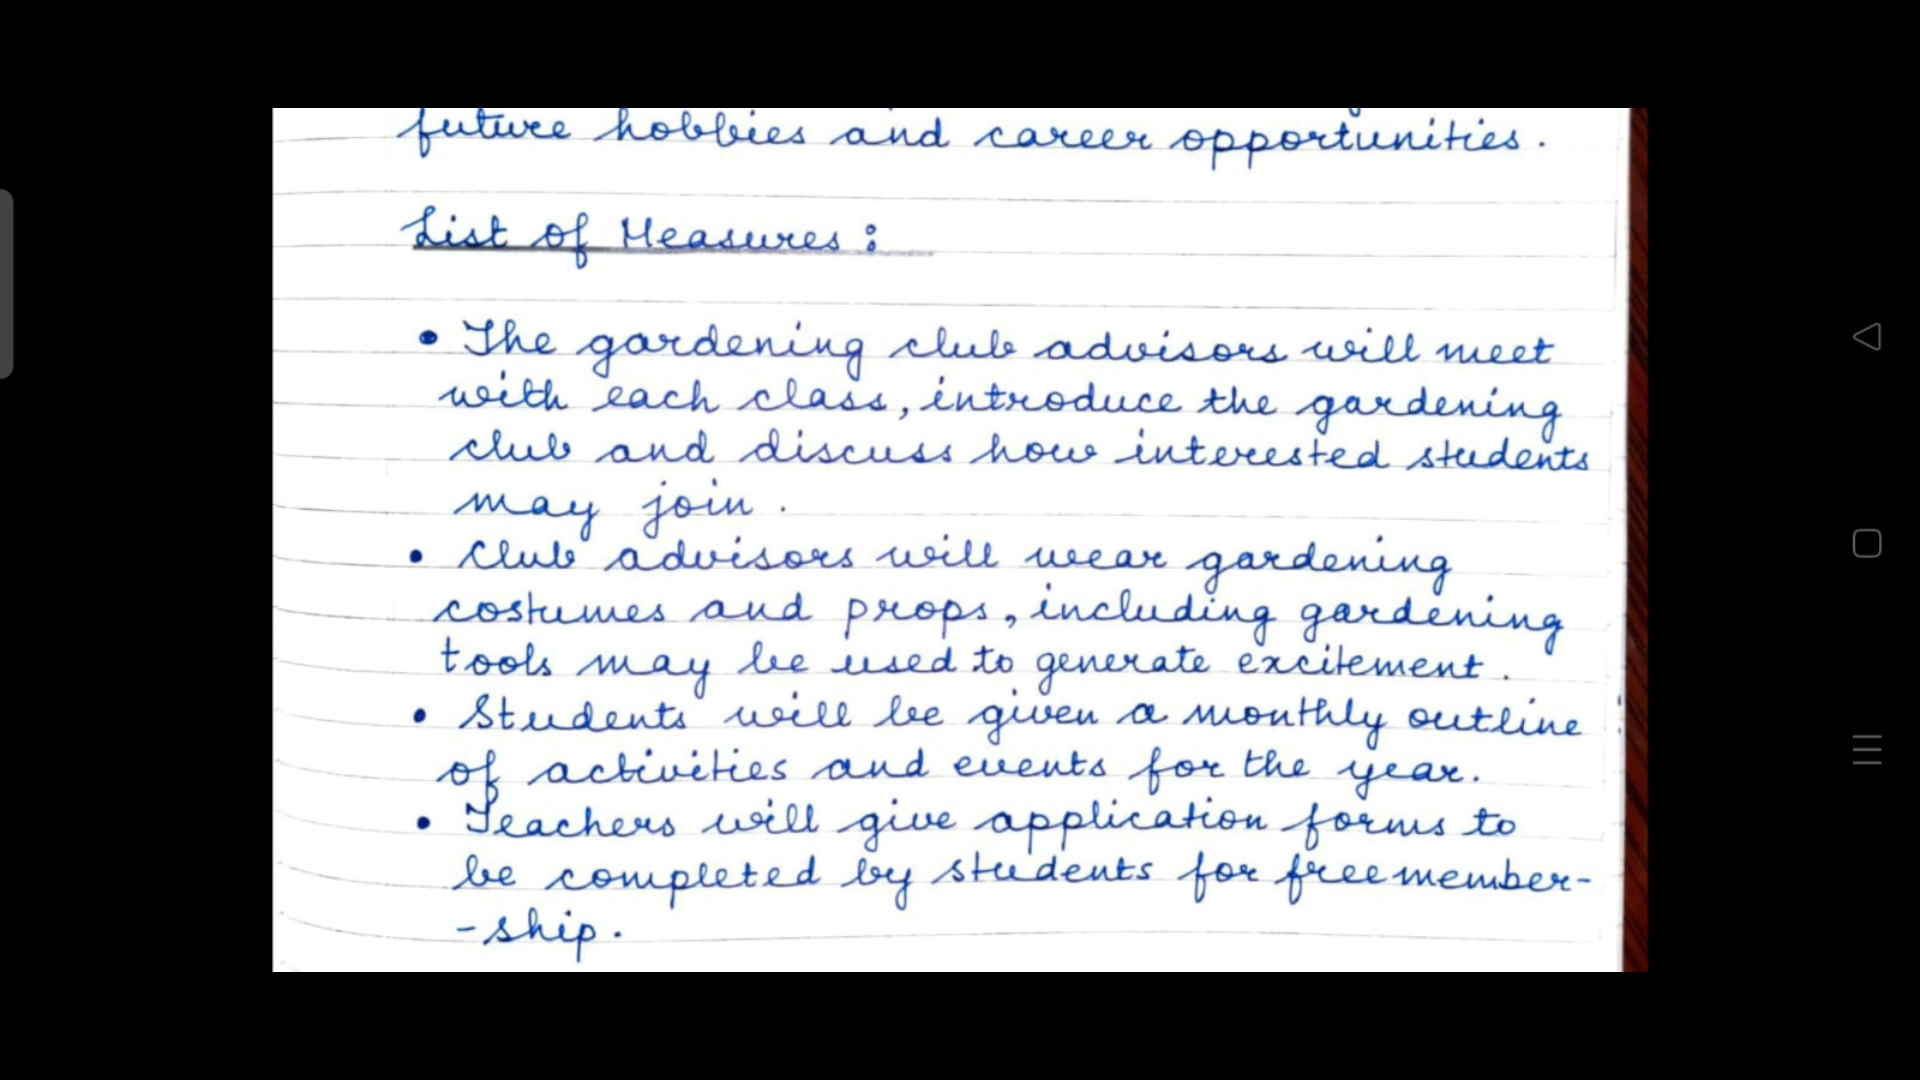 future hobbies and career opportunities.
List of Measures:
• The gardening club advisors will meet
with each class, introduce the gardening
club and discuss how interested students
may join.
• Club advisors will wear gardening
costumes and props, including gardening
tools may be used to generate excitement.
• Students will be given a monthly outline
of activities and events for the year.
• Teachers will give application forms to
be completed by students for free member-
-ship.